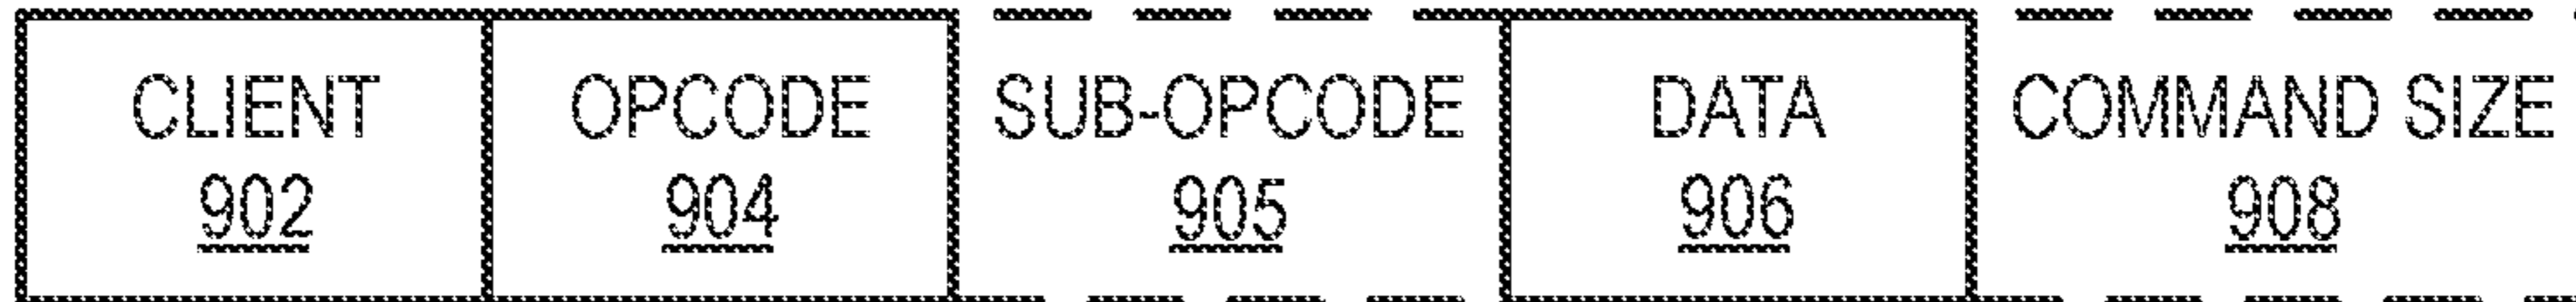 CLIENT OPCODE SUB-OPCODE DATA COMMAND SIZE
902 904 905 906 908